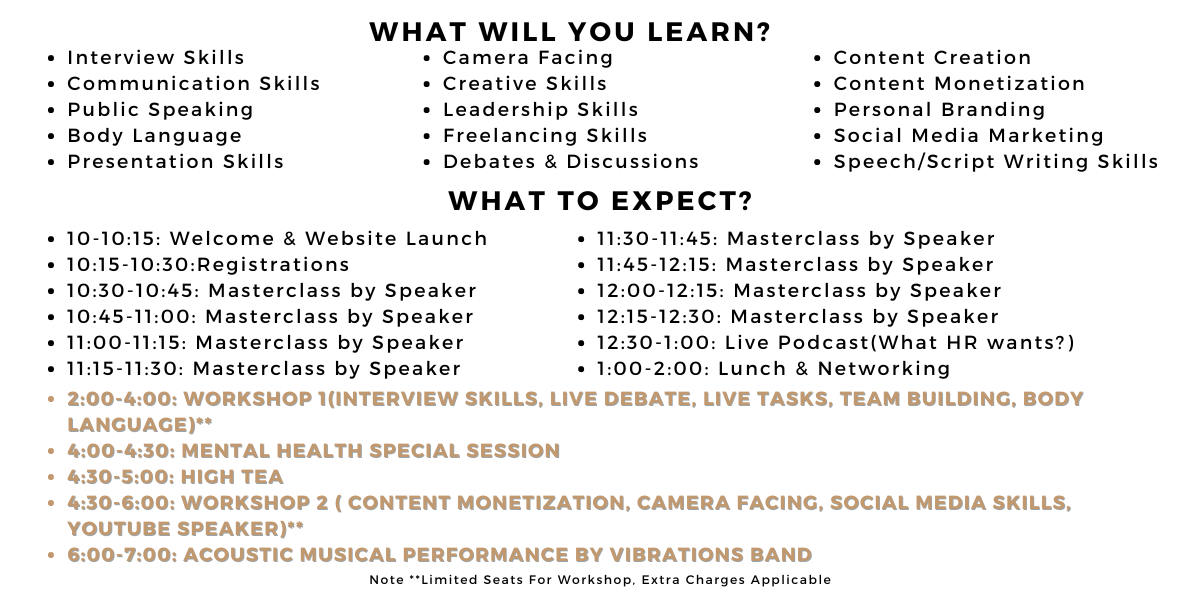 WHAT WILL YOU LEARN?
• Interview Skills
• Communication Skills
• Public Speaking
• Body Language
• Presentation Skills
• Camera Facing
• Creative Skills
• Leadership Skills
• Freelancing Skills
• Debates & Discussions
• Content Creation
• Content Monetization
• Personal Branding
• Social Media Marketing
• Speech/Script Writing Skills
WHAT TO EXPECT?
• 10-10:15: Welcome & Website Launch
• 10:15-10:30:Registrations
• 10:30-10:45: Masterclass by Speaker
• 10:45-11:00: Masterclass by Speaker
• 11:00-11:15: Masterclass by Speaker
• 11:15-11:30: Masterclass by Speaker
• 11:30-11:45: Masterclass by Speaker
• 11:45-12:15: Masterclass by Speaker
• 12:00-12:15: Masterclass by Speaker
• 12:15-12:30: Masterclass by Speaker
• 12:30-1:00: Live Podcast(What HR wants?)
• 1:00-2:00: Lunch & Networking
• 2:00-4:00: WORKSHOP 1(INTERVIEW SKILLS, LIVE DEBATE, LIVE TASKS, TEAM BUILDING, BODY
LANGUAGE)**
• 4:00-4:30: MENTAL HEALTH SPECIAL SESSION
• 4:30-5:00: HIGH TEA
• 4:30-6:00: WORKSHOP 2 ( CONTENT MONETIZATION, CAMERA FACING, SOCIAL MEDIA SKILLS,
YOUTUBE SPEAKER)**
• 6:00-7:00: ACOUSTIC MUSICAL PERFORMANCE BY VIBRATIONS BAND
Note **Limited Seats For Workshop, Extra Charges Applicable